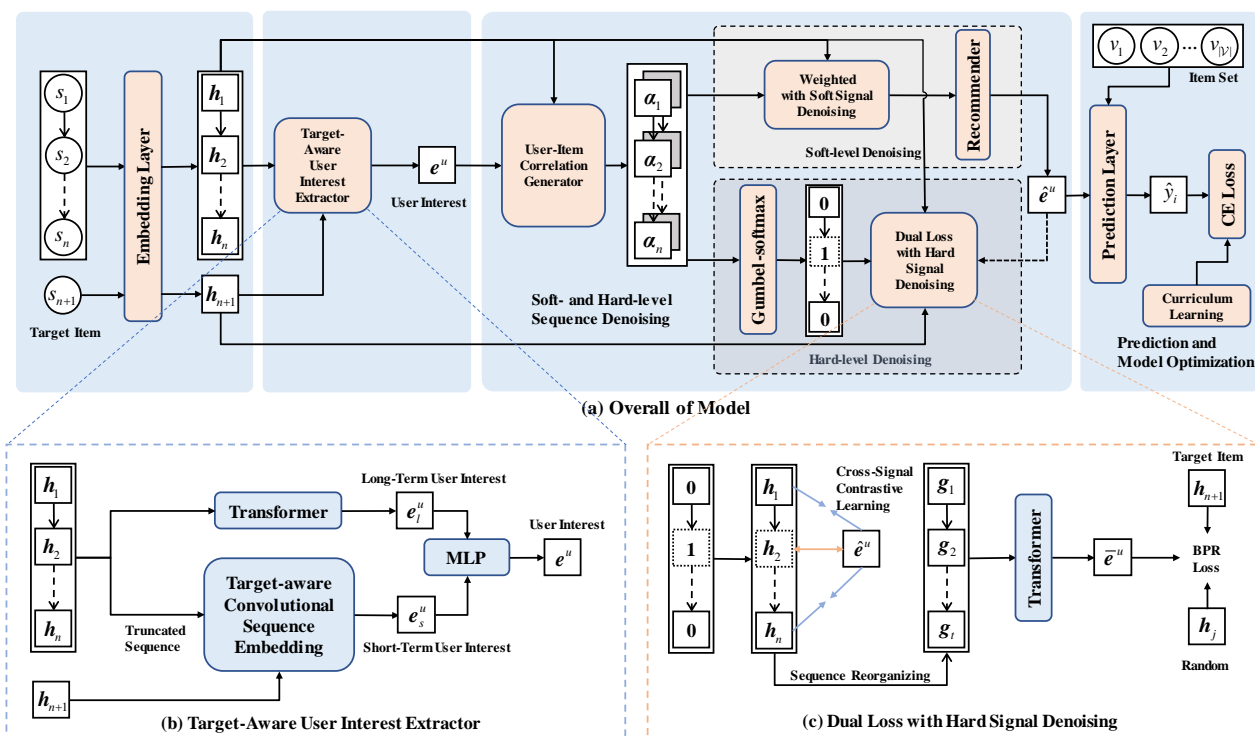 s1
s2
sn
sn+1
Target Item
Embedding Layer
h1
h2
hn
hn+1
Target-
Aware
User
Interest
Extractor
e^u
User Interest
User-Item
Correlation
Generator
α1
α2
αn
Soft- and Hard-level
Sequence Denoising
Weighted
with Soft Signal
Denoising
Recommender
Soft-level Denoising
Gumbel-softmax
0
1
0
Dual Loss
with Hard
Signal
Denoising
Hard-level Denoising
ê^u
v1 v2 ... v|V|
Item Set
Prediction Layer
ŷi
CE Loss
Curriculum
Learning
Prediction and
Model Optimization
(a) Overall of Model
h1
h2
hn
hn+1
Truncated
Sequence
Transformer
Target-aware
Convolutional
Sequence
Embedding
Long-Term User Interest
e_l^u
e_s^u
Short-Term User Interest
MLP
User Interest
e^u
(b) Target-Aware User Interest Extractor
0
1
0
h1
h2
hn
Cross-Signal
Contrastive
Learning
ê^u
Sequence Reorganizing
g1
g2
gt
Transformer
e̅^u
Target Item
hn+1
BPR
Loss
hj
Random
(c) Dual Loss with Hard Signal Denoising